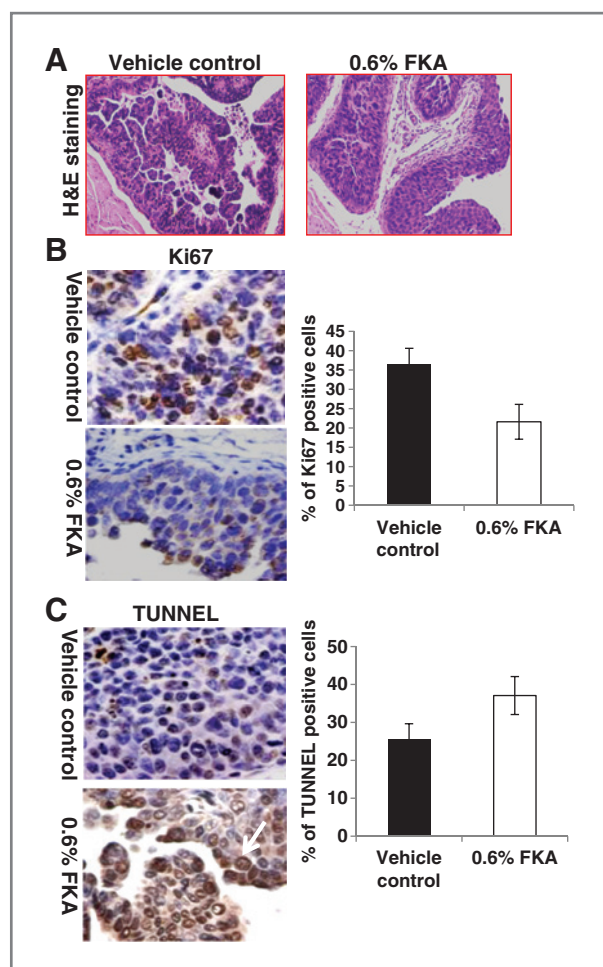 A
Vehicle control
0.6% FKA
H&E staining
B
Ki67
Vehicle control
0.6% FKA
% of Ki67 positive cells
45
40
35
30
25
20
15
10
5
0
Vehicle
control
0.6% FKA
C
TUNNEL
Vehicle control
0.6% FKA
% of TUNNEL positive cells
50
40
30
20
10
0
Vehicle
control
0.6% FKA